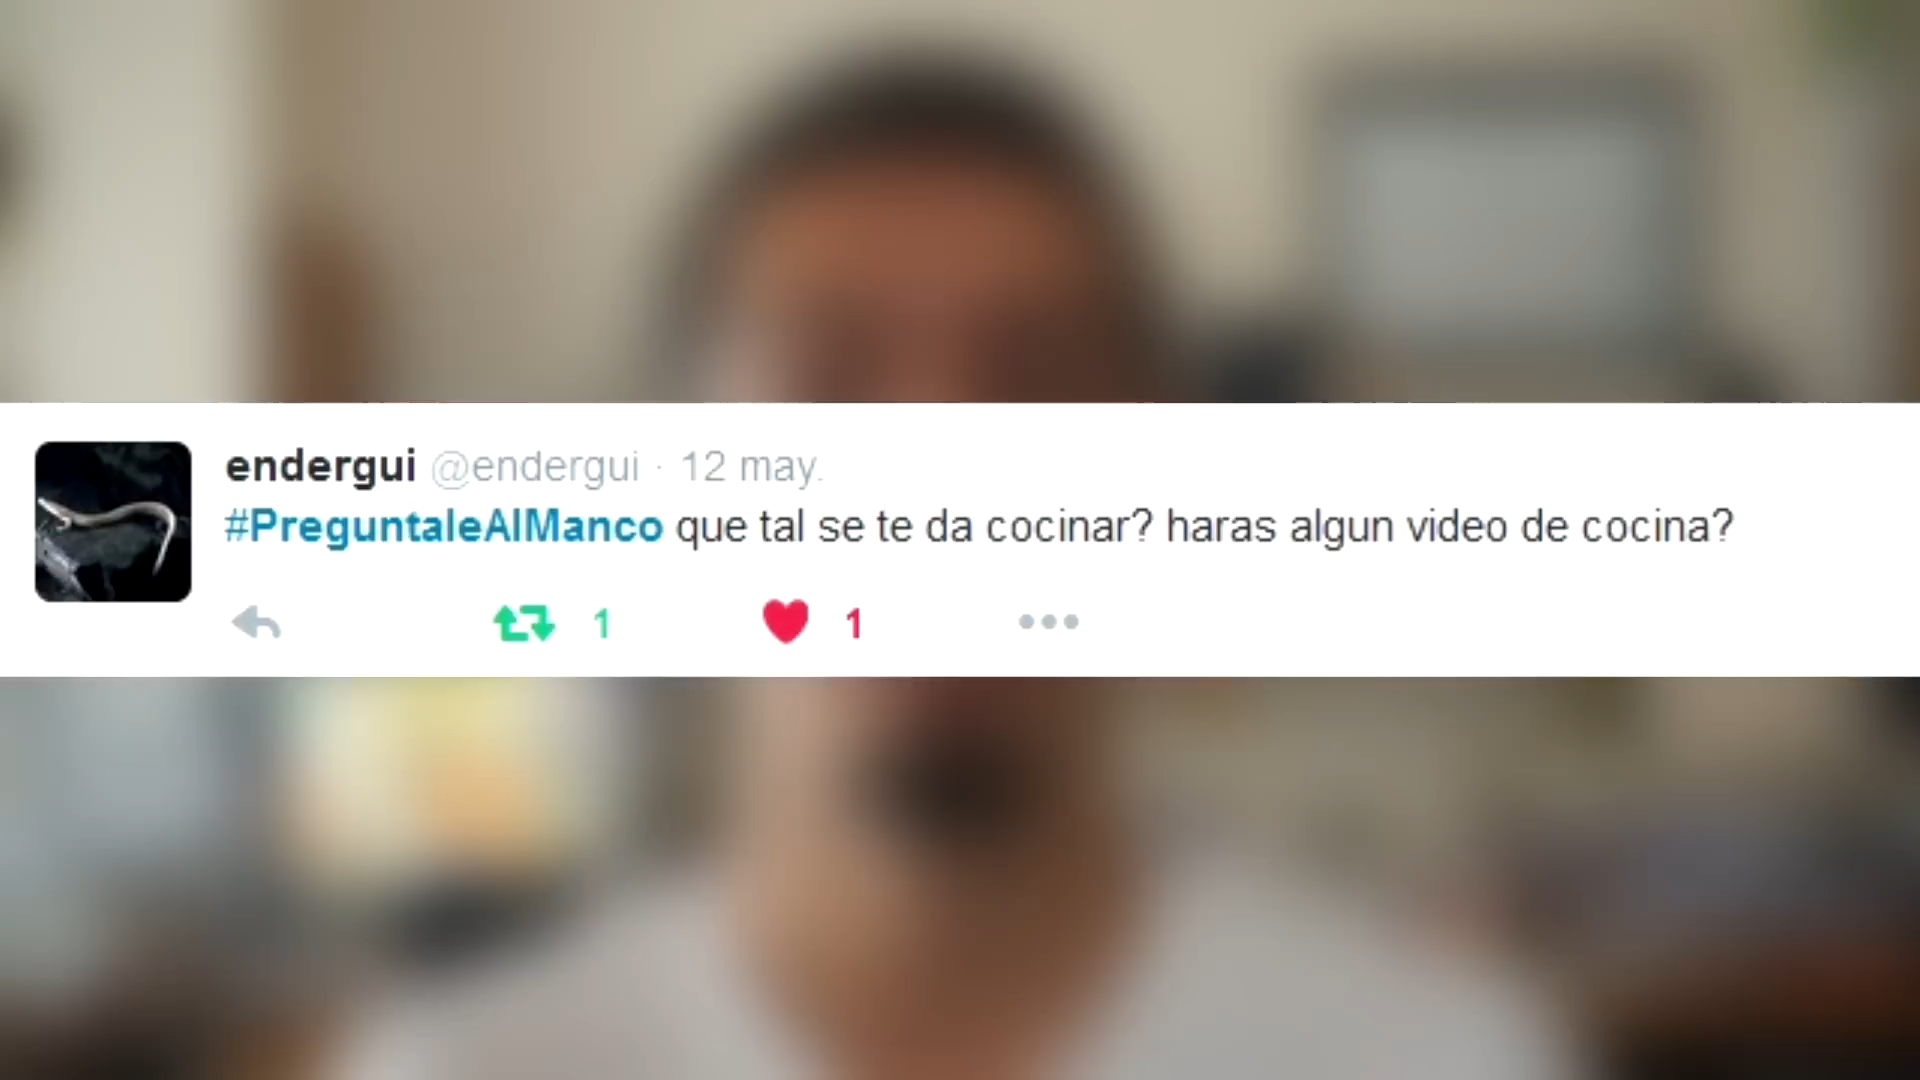 endergui @endergui · 12 may.
#PreguntaleAlManco que tal se te da cocinar? haras algun video de cocina?
1 1